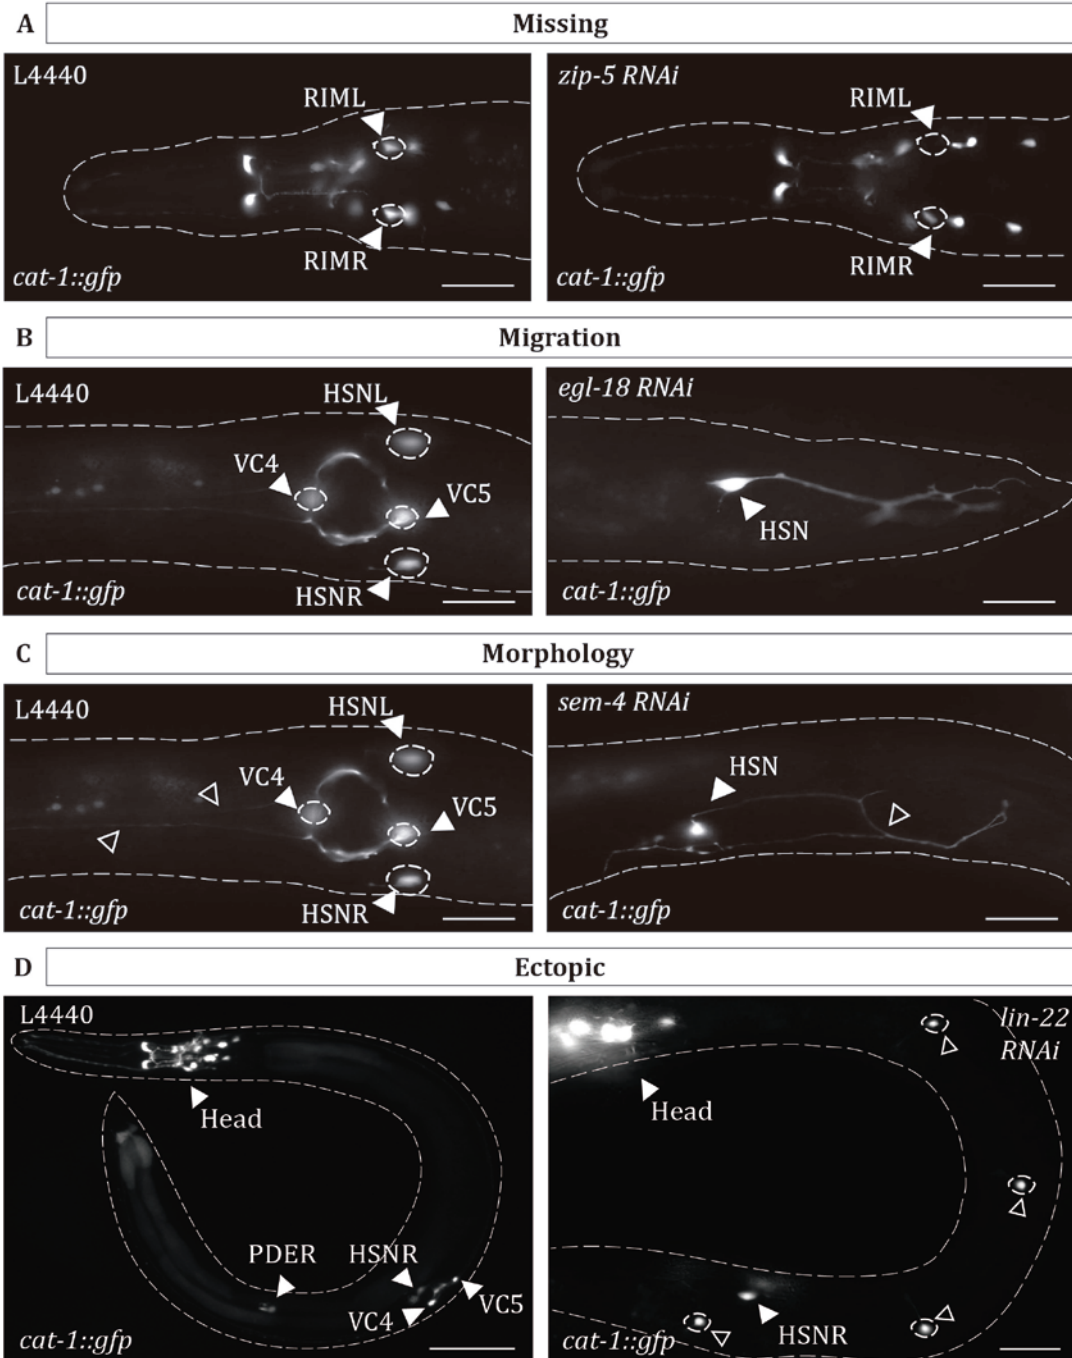 A Missing
L4440
RIML
RIMR
cat-1::gfp
zip-5 RNAi
RIML
RIMR
cat-1::gfp
B Migration
L4440
HSNL
VC4
VC5
HSNR
cat-1::gfp
egl-18 RNAi
HSN
cat-1::gfp
C Morphology
L4440
HSNL
VC4
VC5
HSNR
cat-1::gfp
sem-4 RNAi
HSN
cat-1::gfp
D Ectopic
L4440
Head
PDER
HSNR
VC4
VC5
cat-1::gfp
lin-22
RNAi
Head
HSNR
cat-1::gfp